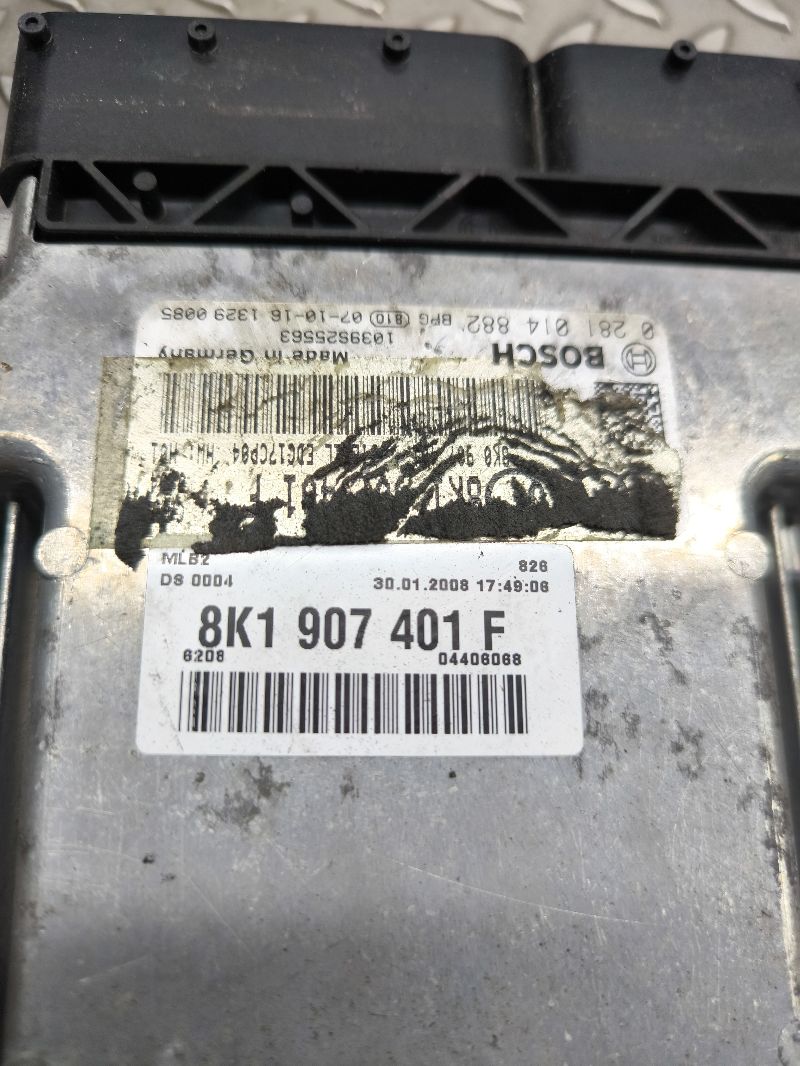 0 281 014 882 BPG 810 07-10-16 1329 0085
1039S25563
BOSCH
Made in Germany
EDC17CP04
MLB2 826
DS 0004 30.01.2008 17:49:06
8K1 907 401 F
6208 04406068